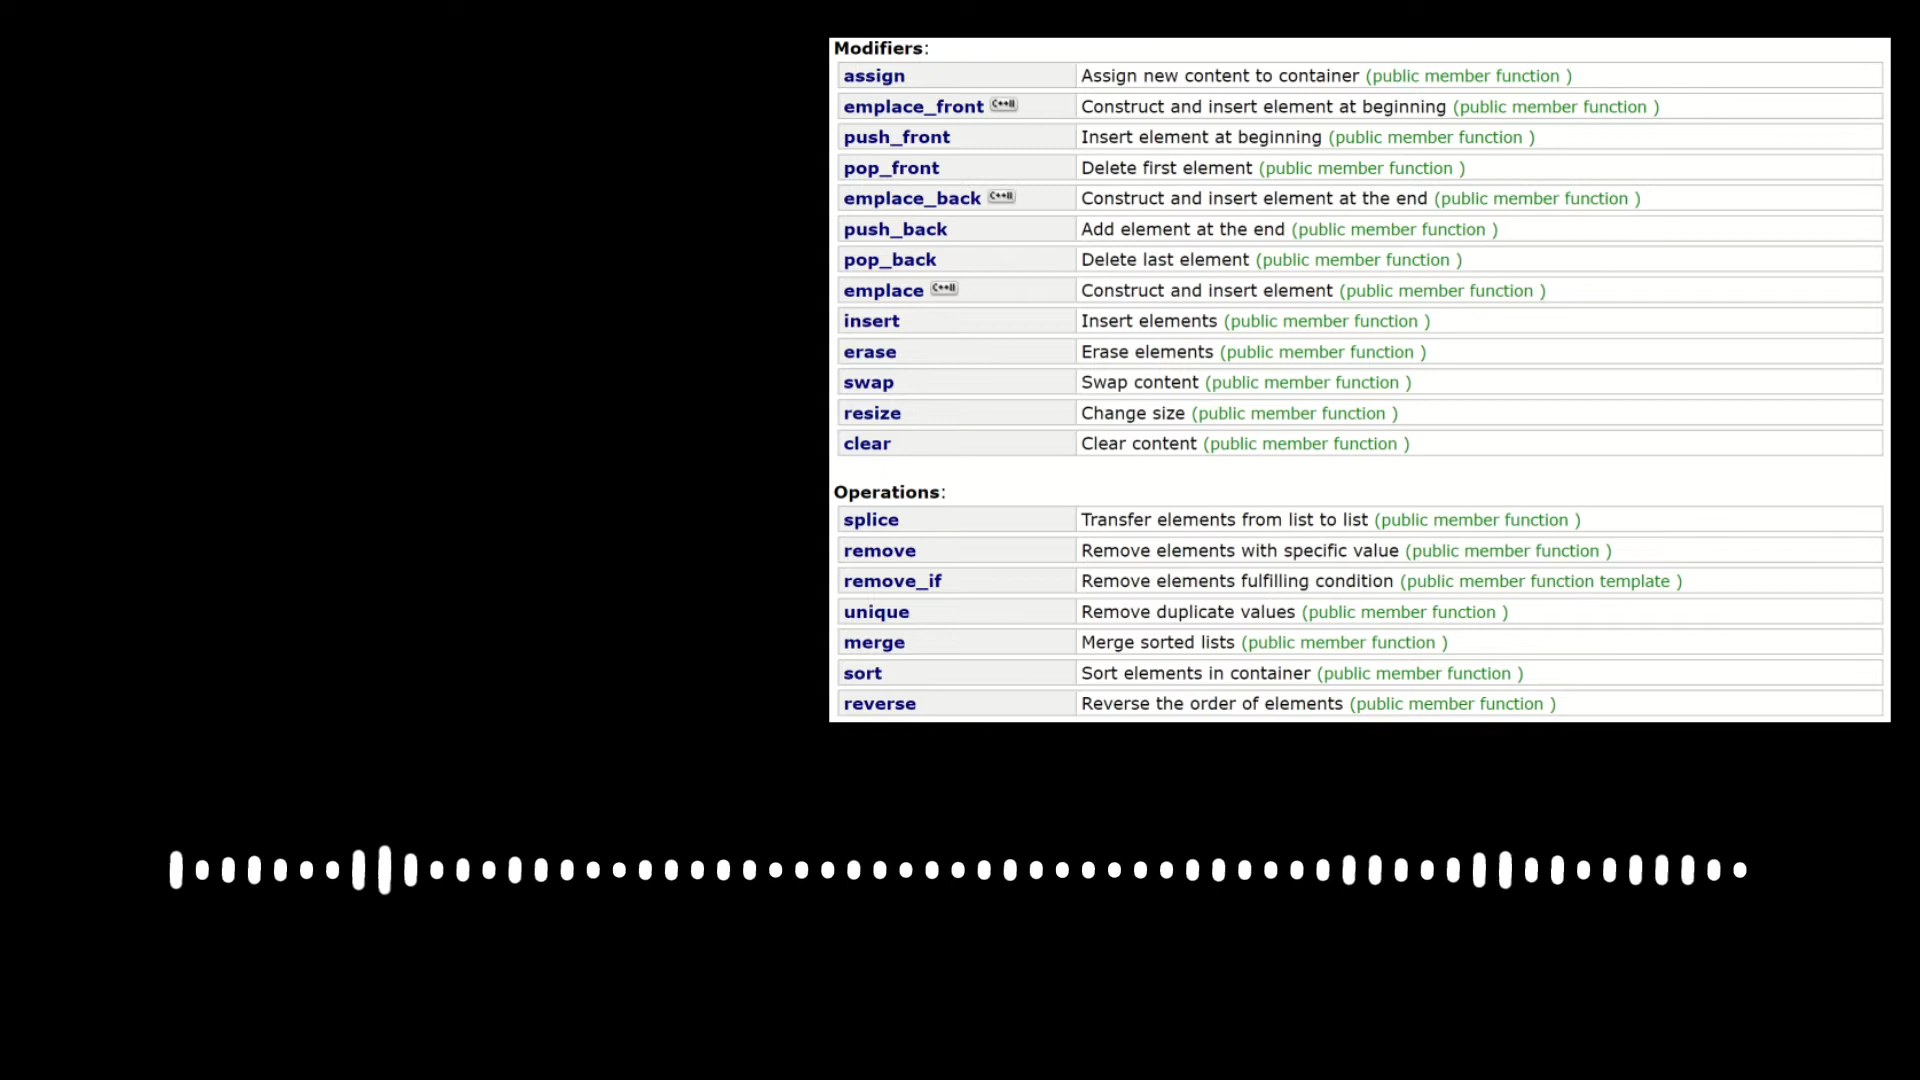 Modifiers:
assign Assign new content to container (public member function )
emplace_front C++11 Construct and insert element at beginning (public member function )
push_front Insert element at beginning (public member function )
pop_front Delete first element (public member function )
emplace_back C++11 Construct and insert element at the end (public member function )
push_back Add element at the end (public member function )
pop_back Delete last element (public member function )
emplace C++11 Construct and insert element (public member function )
insert Insert elements (public member function )
erase Erase elements (public member function )
swap Swap content (public member function )
resize Change size (public member function )
clear Clear content (public member function )
Operations:
splice Transfer elements from list to list (public member function )
remove Remove elements with specific value (public member function )
remove_if Remove elements fulfilling condition (public member function template )
unique Remove duplicate values (public member function )
merge Merge sorted lists (public member function )
sort Sort elements in container (public member function )
reverse Reverse the order of elements (public member function )